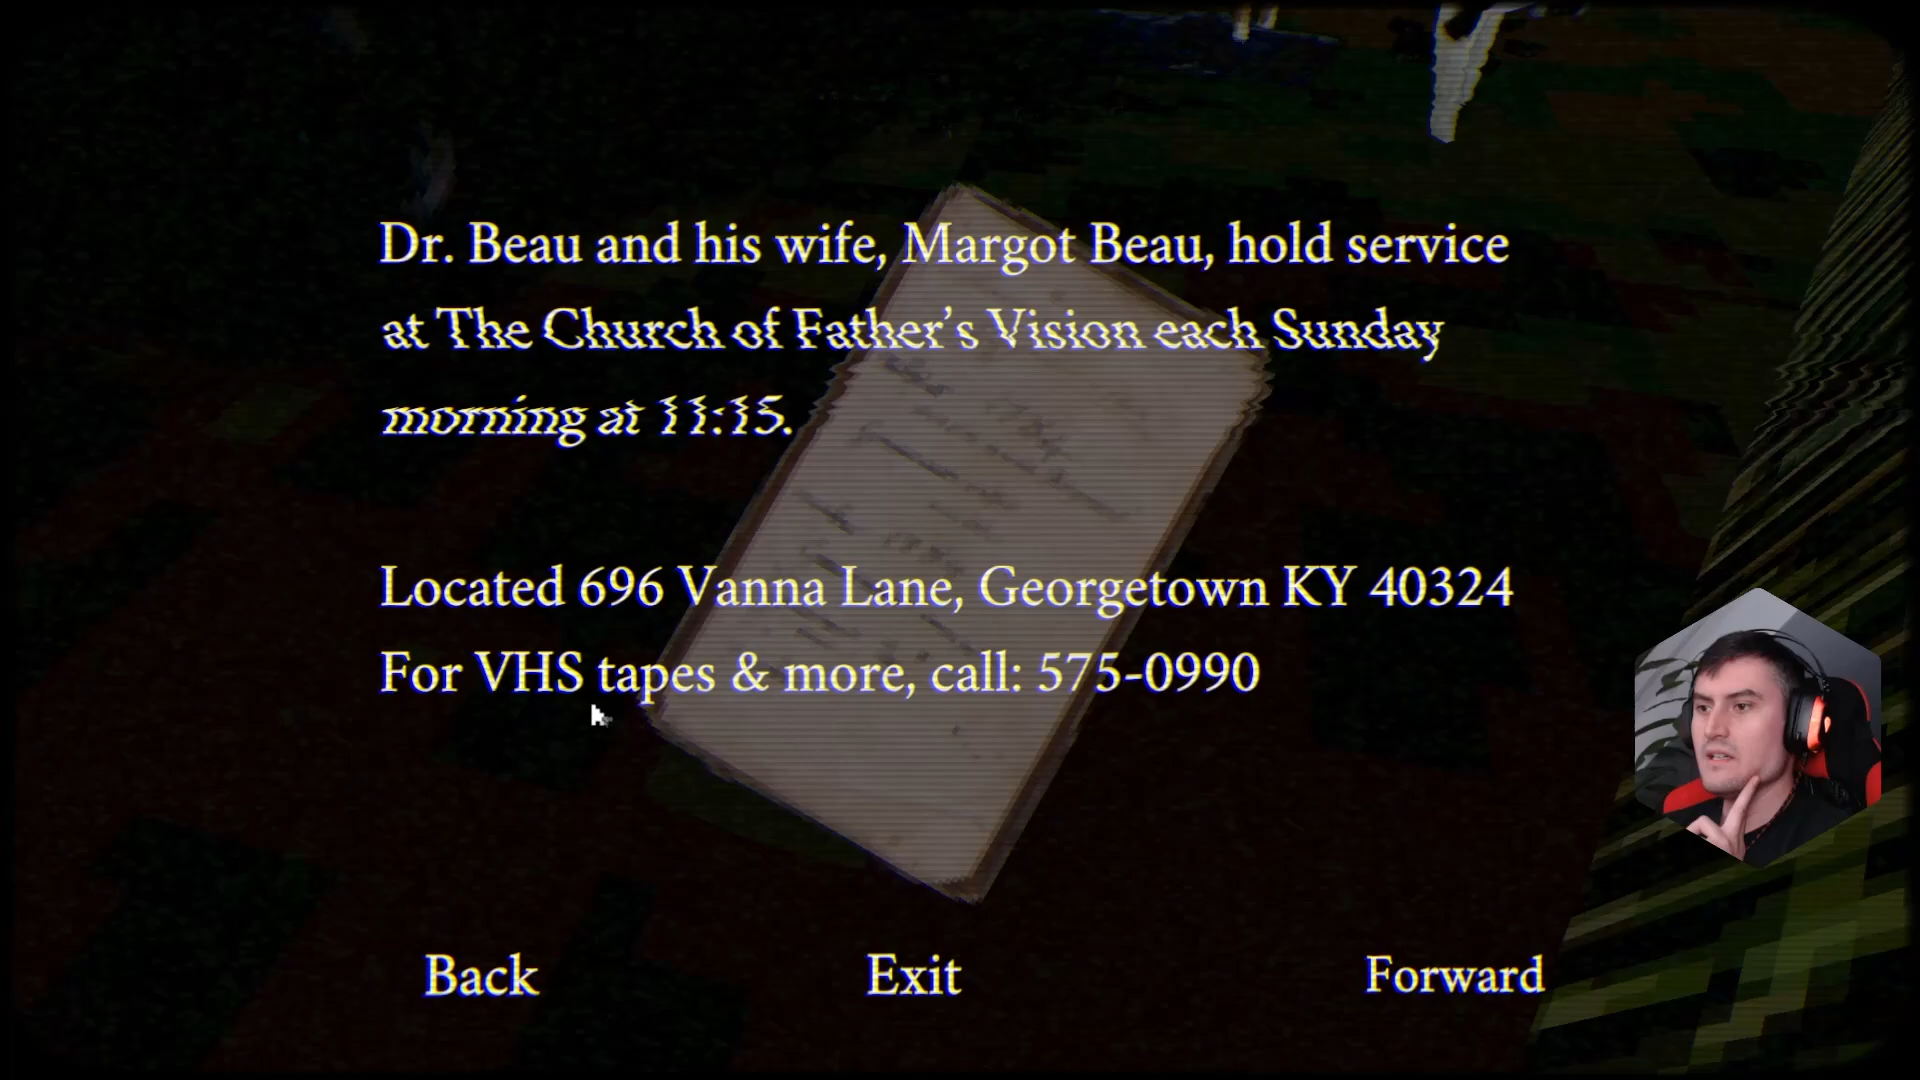 Dr. Beau and his wife, Margot Beau, hold service
at The Church of Father's Vision each Sunday
morning at 11:15.
Located 696 Vanna Lane, Georgetown KY 40324
For VHS tapes & more, call: 575-0990
Back
Exit
Forward